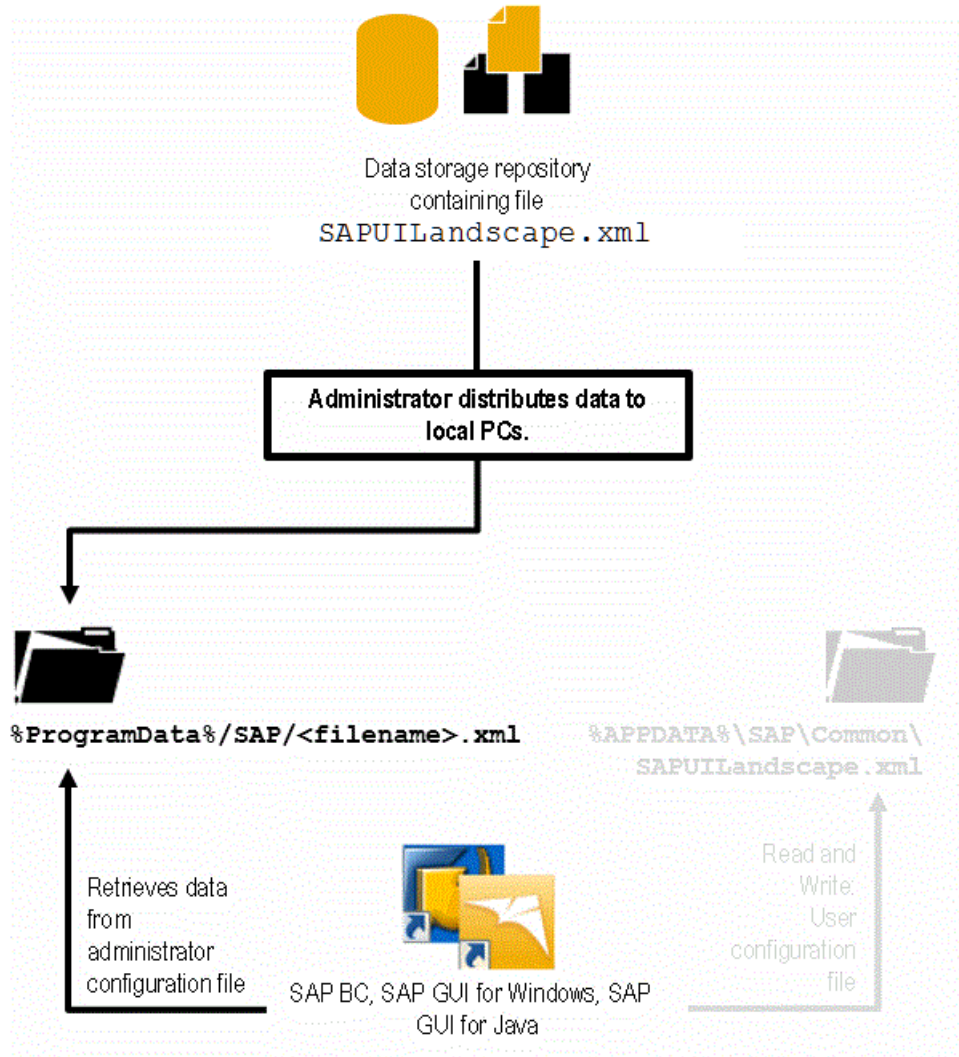 Data storage repository
containing file
SAPUILandscape.xml
Administrator distributes data to
local PCs.
%ProgramData%/SAP/<filename>.xml
%APPDATA%\SAP\Common\
SAPUILandscape.xml
Retrieves data
from
administrator
configuration file
Read and
Write:
User
configuration
file
SAP BC, SAP GUI for Windows, SAP
GUI for Java